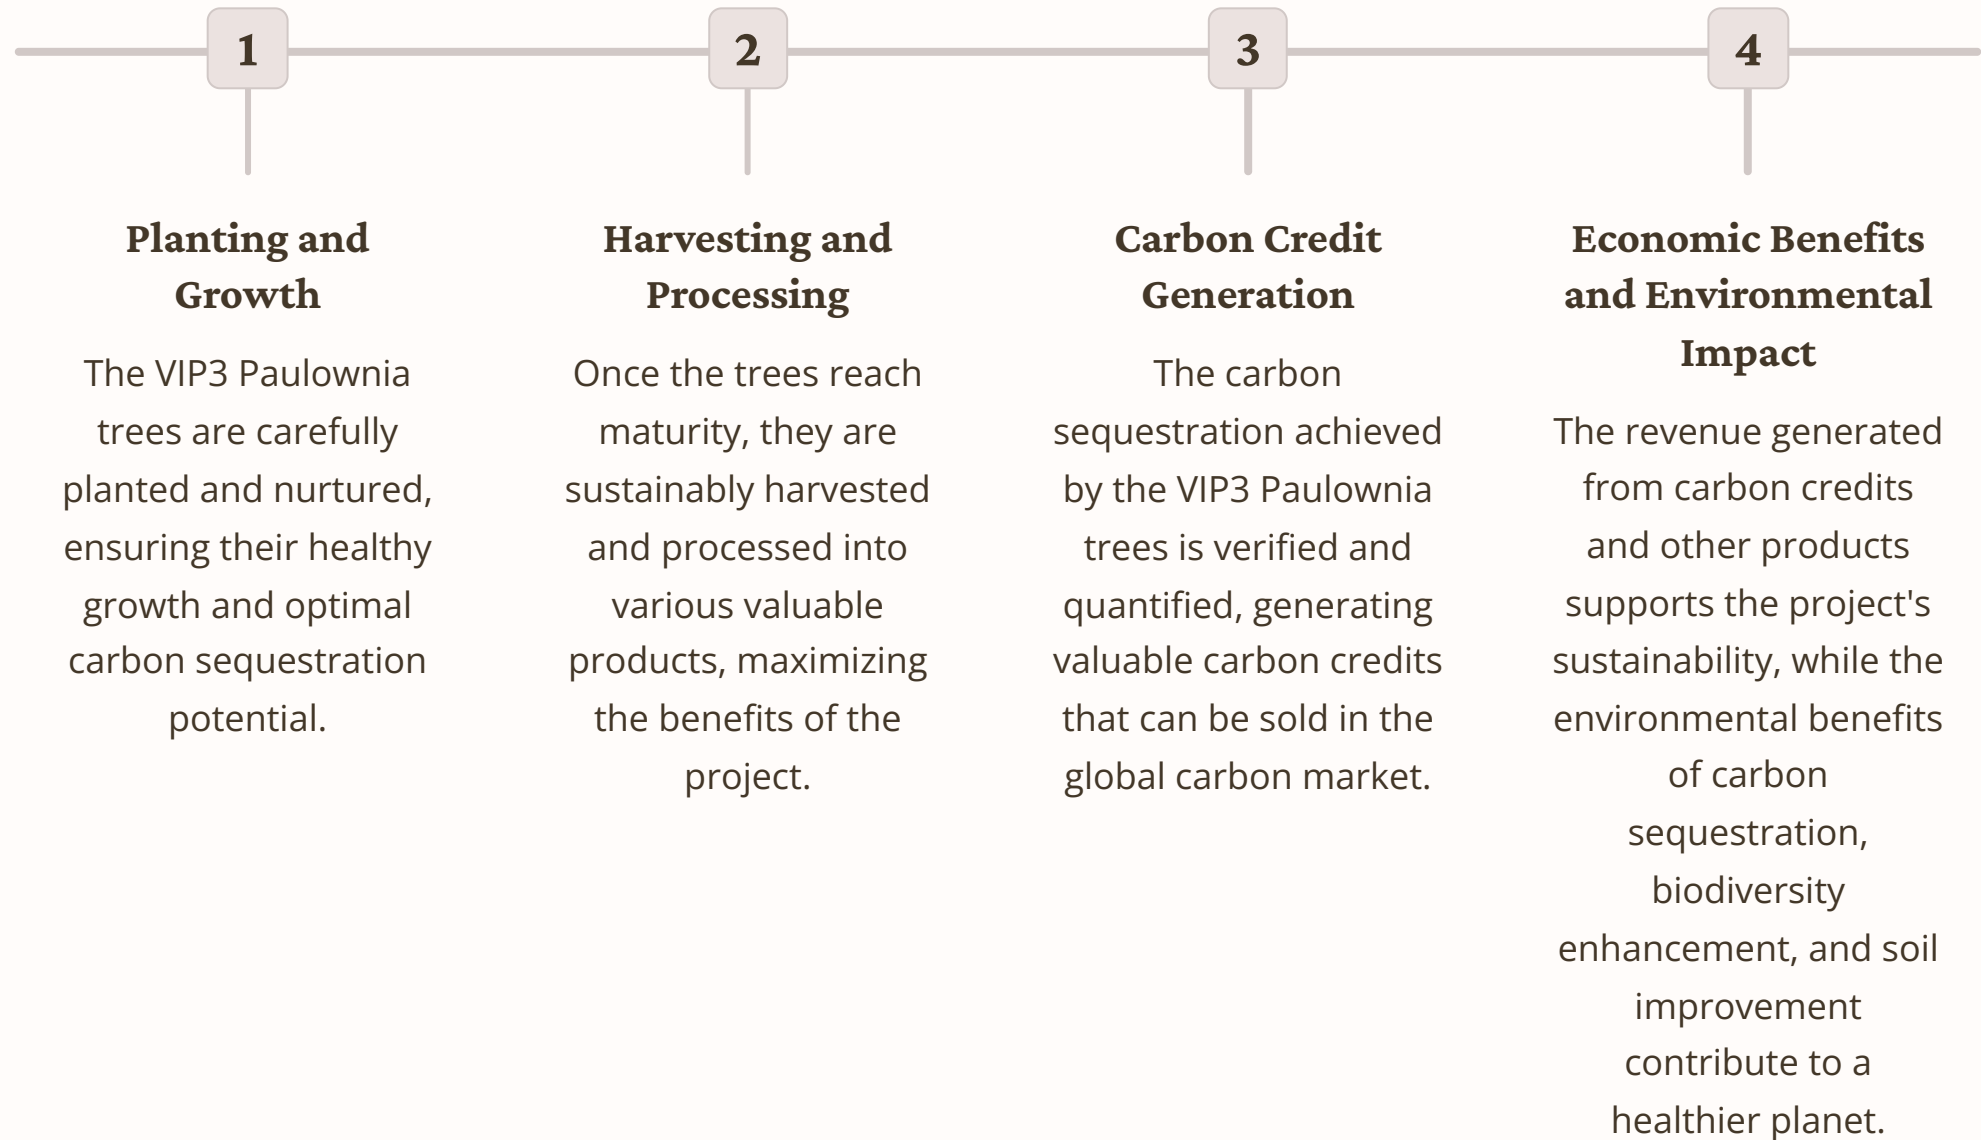 1
Planting and
Growth
The VIP3 Paulownia
trees are carefully
planted and nurtured,
ensuring their healthy
growth and optimal
carbon sequestration
potential.
2
Harvesting and
Processing
Once the trees reach
maturity, they are
sustainably harvested
and processed into
various valuable
products, maximizing
the benefits of the
project.
3
Carbon Credit
Generation
The carbon
sequestration achieved
by the VIP3 Paulownia
trees is verified and
quantified, generating
valuable carbon credits
that can be sold in the
global carbon market.
4
Economic Benefits
and Environmental
Impact
The revenue generated
from carbon credits
and other products
supports the project's
sustainability, while the
environmental benefits
of carbon
sequestration,
biodiversity
enhancement, and soil
improvement
contribute to a
healthier planet.